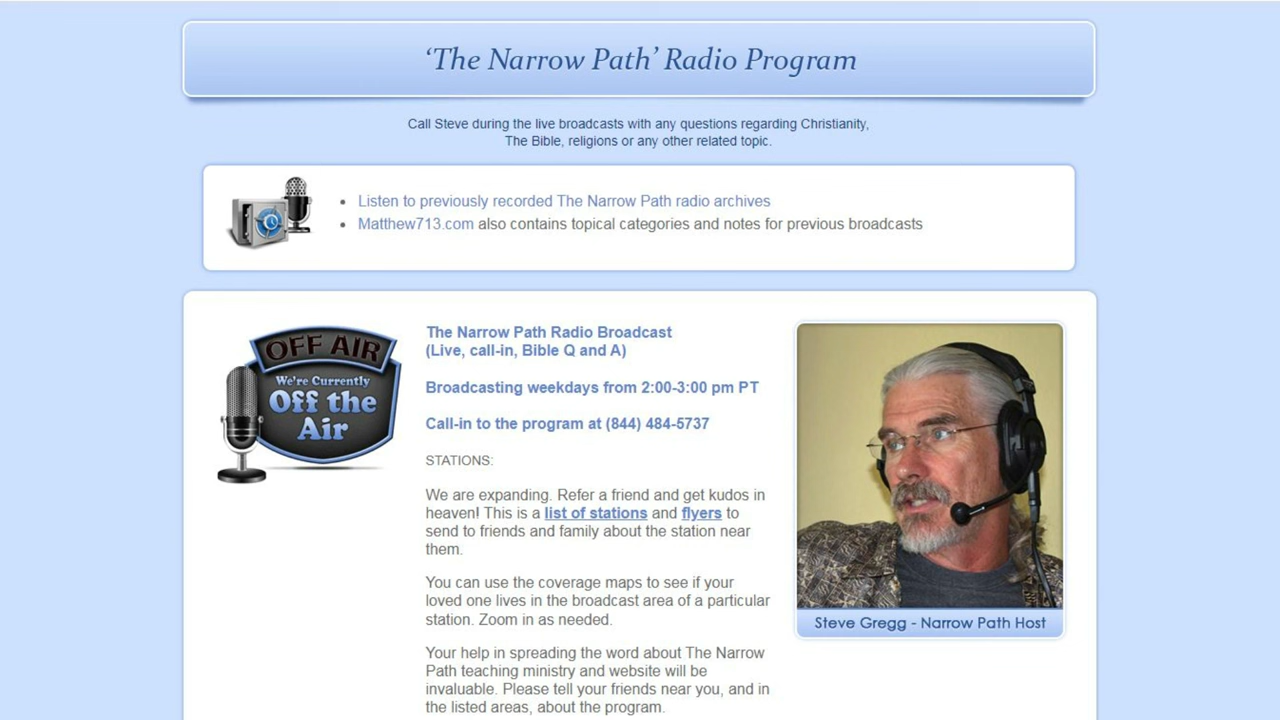 ‘The Narrow Path’ Radio Program
Call Steve during the live broadcasts with any questions regarding Christianity,
The Bible, religions or any other related topic.
• Listen to previously recorded The Narrow Path radio archives
• Matthew713.com also contains topical categories and notes for previous broadcasts
OFF AIR
We're Currently
Off the
Air
The Narrow Path Radio Broadcast
(Live, call-in, Bible Q and A)
Broadcasting weekdays from 2:00-3:00 pm PT
Call-in to the program at (844) 484-5737
STATIONS:
We are expanding. Refer a friend and get kudos in
heaven! This is a list of stations and flyers to
send to friends and family about the station near
them.
You can use the coverage maps to see if your
loved one lives in the broadcast area of a particular
station. Zoom in as needed.
Your help in spreading the word about The Narrow
Path teaching ministry and website will be
invaluable. Please tell your friends near you, and in
the listed areas, about the program.
Steve Gregg - Narrow Path Host